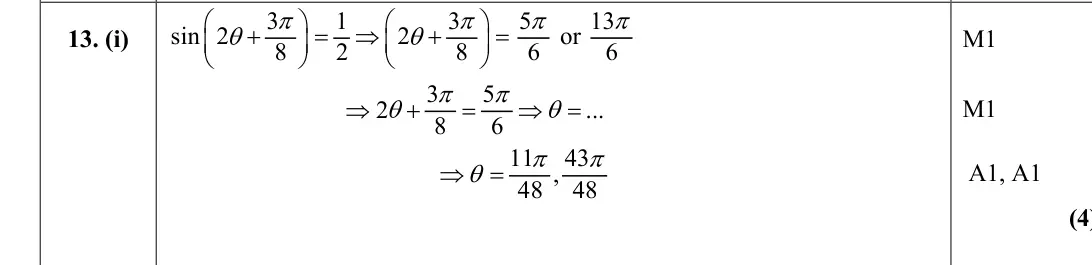 13. (i) sin(2θ + 3π/8) = 1/2 ⇒ (2θ + 3π/8) = 5π/6 or 13π/6 M1
⇒ 2θ + 3π/8 = 5π/6 ⇒ θ = ... M1
⇒ θ = 11π/48, 43π/48 A1, A1
(4)